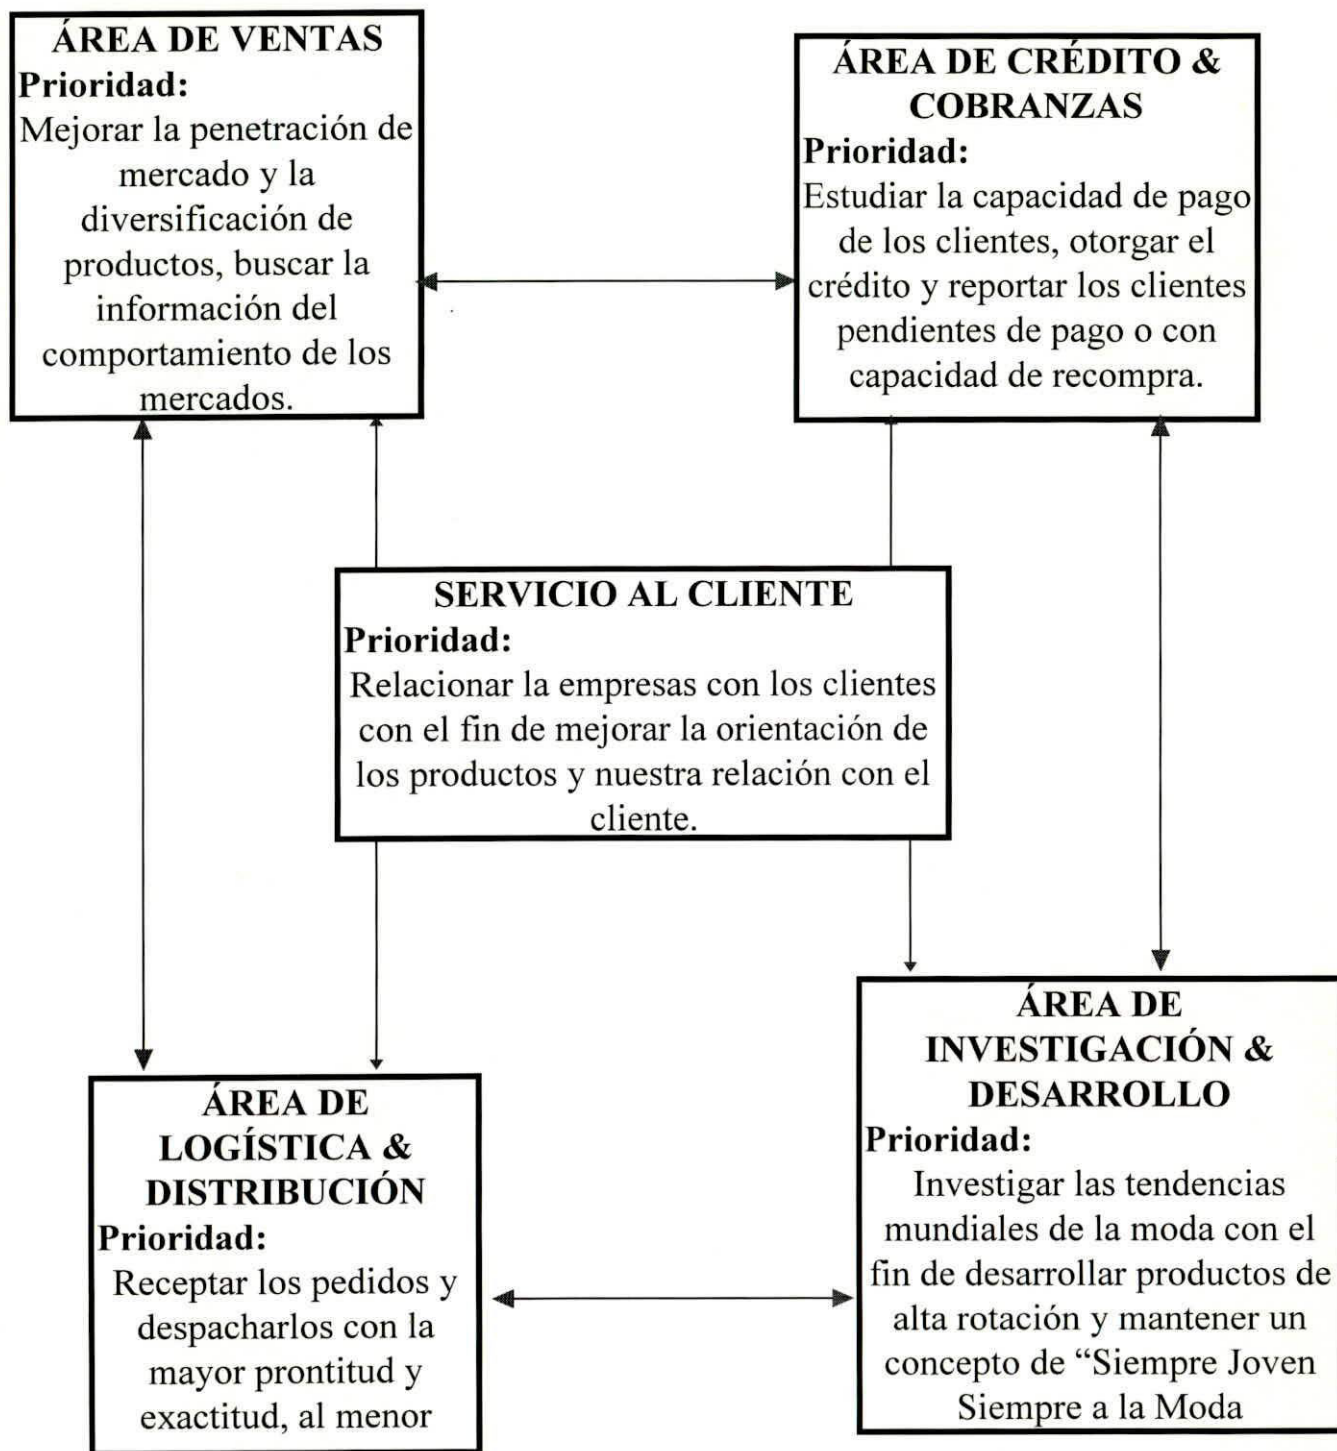 ÁREA DE VENTAS
Prioridad:
Mejorar la penetración de
mercado y la
diversificación de
productos, buscar la
información del
comportamiento de los
mercados.
ÁREA DE CRÉDITO &
COBRANZAS
Prioridad:
Estudiar la capacidad de pago
de los clientes, otorgar el
crédito y reportar los clientes
pendientes de pago o con
capacidad de recompra.
SERVICIO AL CLIENTE
Prioridad:
Relacionar la empresas con los clientes
con el fin de mejorar la orientación de
los productos y nuestra relación con el
cliente.
ÁREA DE
LOGÍSTICA &
DISTRIBUCIÓN
Prioridad:
Receptar los pedidos y
despacharlos con la
mayor prontitud y
exactitud, al menor
ÁREA DE
INVESTIGACIÓN &
DESARROLLO
Prioridad:
Investigar las tendencias
mundiales de la moda con el
fin de desarrollar productos de
alta rotación y mantener un
concepto de “Siempre Joven
Siempre a la Moda